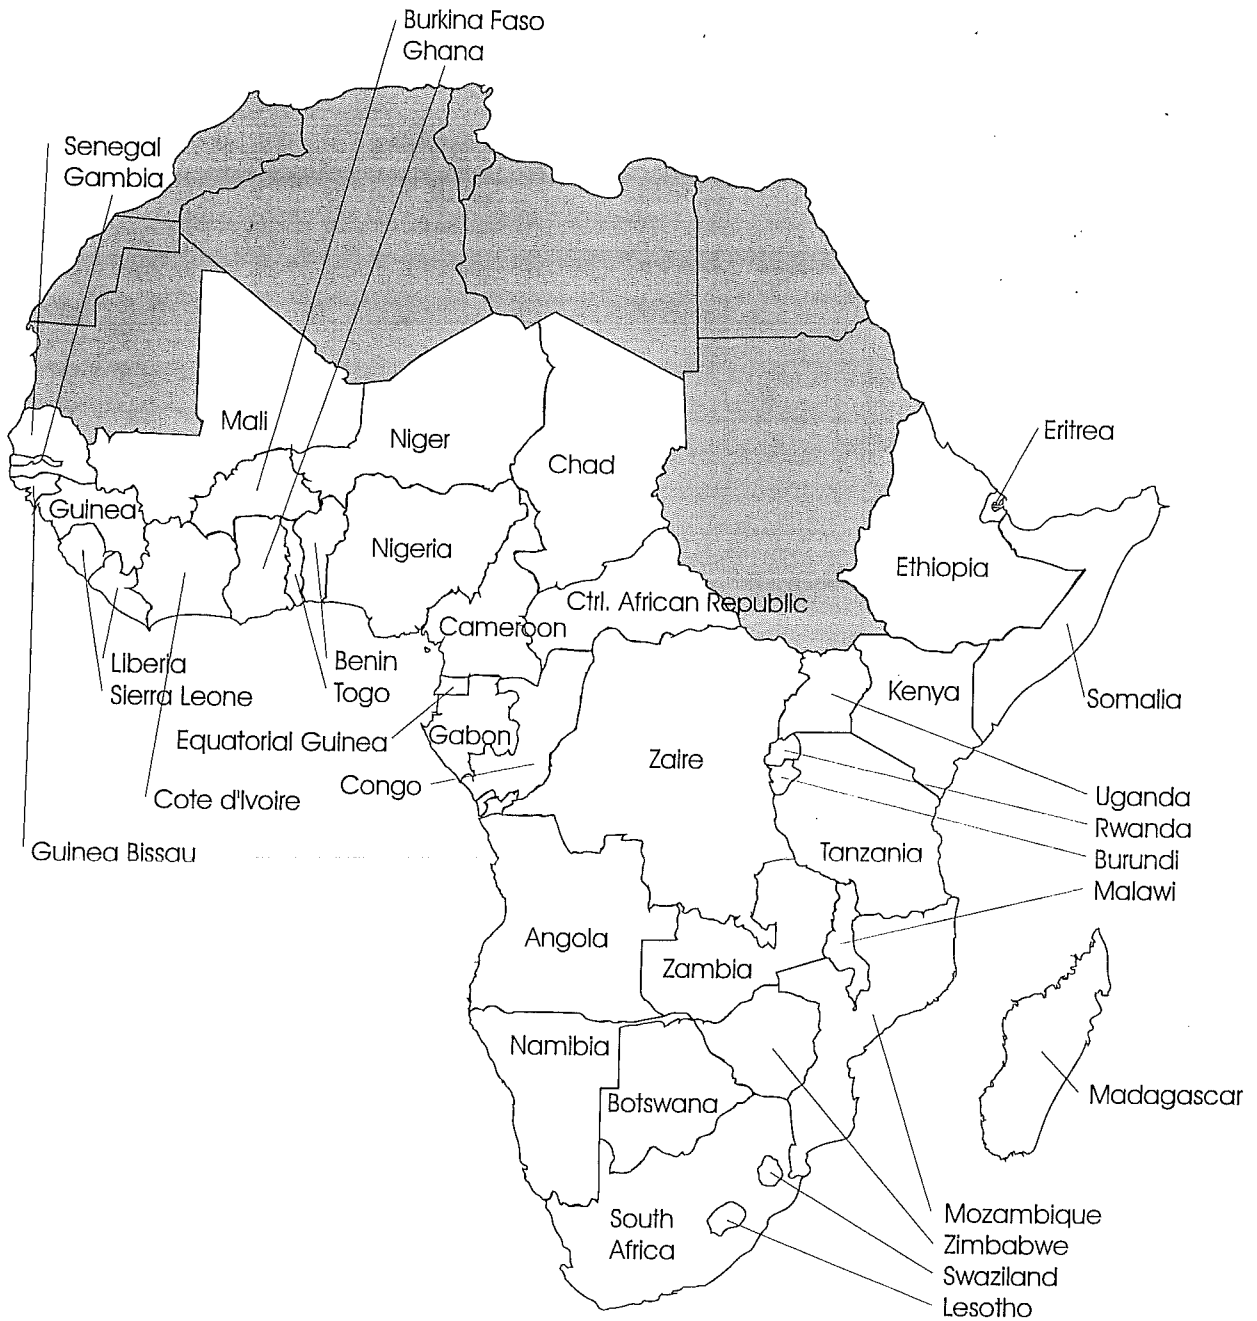 Burkina Faso
Ghana
Senegal
Gambia
Eritrea
Mali
Niger
Chad
Guinea
Nigeria
Ethiopia
Ctrl. African Republic
Cameroon
Liberia
Sierra Leone
Benin
Togo
Kenya
Somalia
Equatorial Guinea
Gabon
Zaire
Congo
Cote d'Ivoire
Uganda
Rwanda
Guinea Bissau
Tanzania
Burundi
Malawi
Angola
Zambia
Namibia
Botswana
Madagascar
South
Africa
Mozambique
Zimbabwe
Swaziland
Lesotho